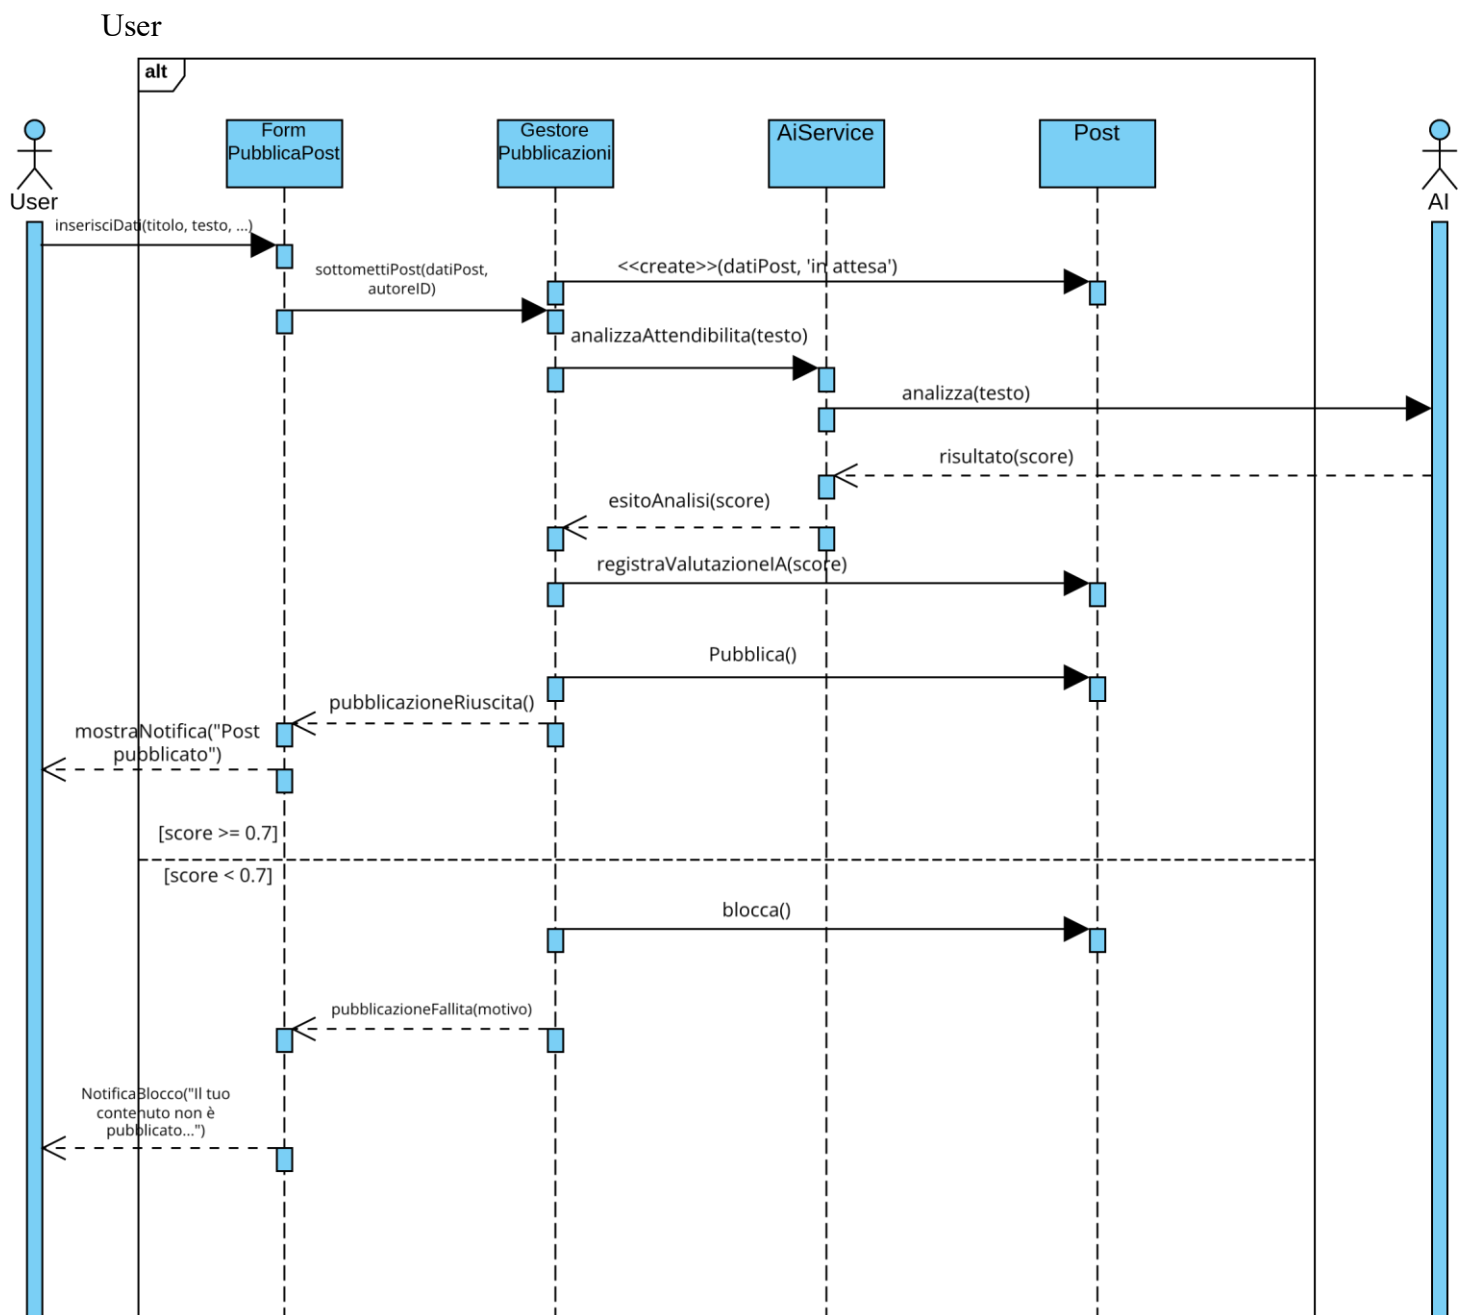 User
alt
Form
PubblicaPost
Gestore
Pubblicazioni
AiService
Post
User
AI
inserisciDati(titolo, testo, ...)
sottomettiPost(datiPost,
autoreID)
<<create>>(datiPost, 'in attesa')
analizzaAttendibilita(testo)
analizza(testo)
risultato(score)
esitoAnalisi(score)
registraValutazioneIA(score)
Pubblica()
pubblicazioneRiuscita()
mostraNotifica("Post
pubblicato")
[score >= 0.7]
[score < 0.7]
blocca()
pubblicazioneFallita(motivo)
NotificaBlocco("Il tuo
contenuto non è
pubblicato...")